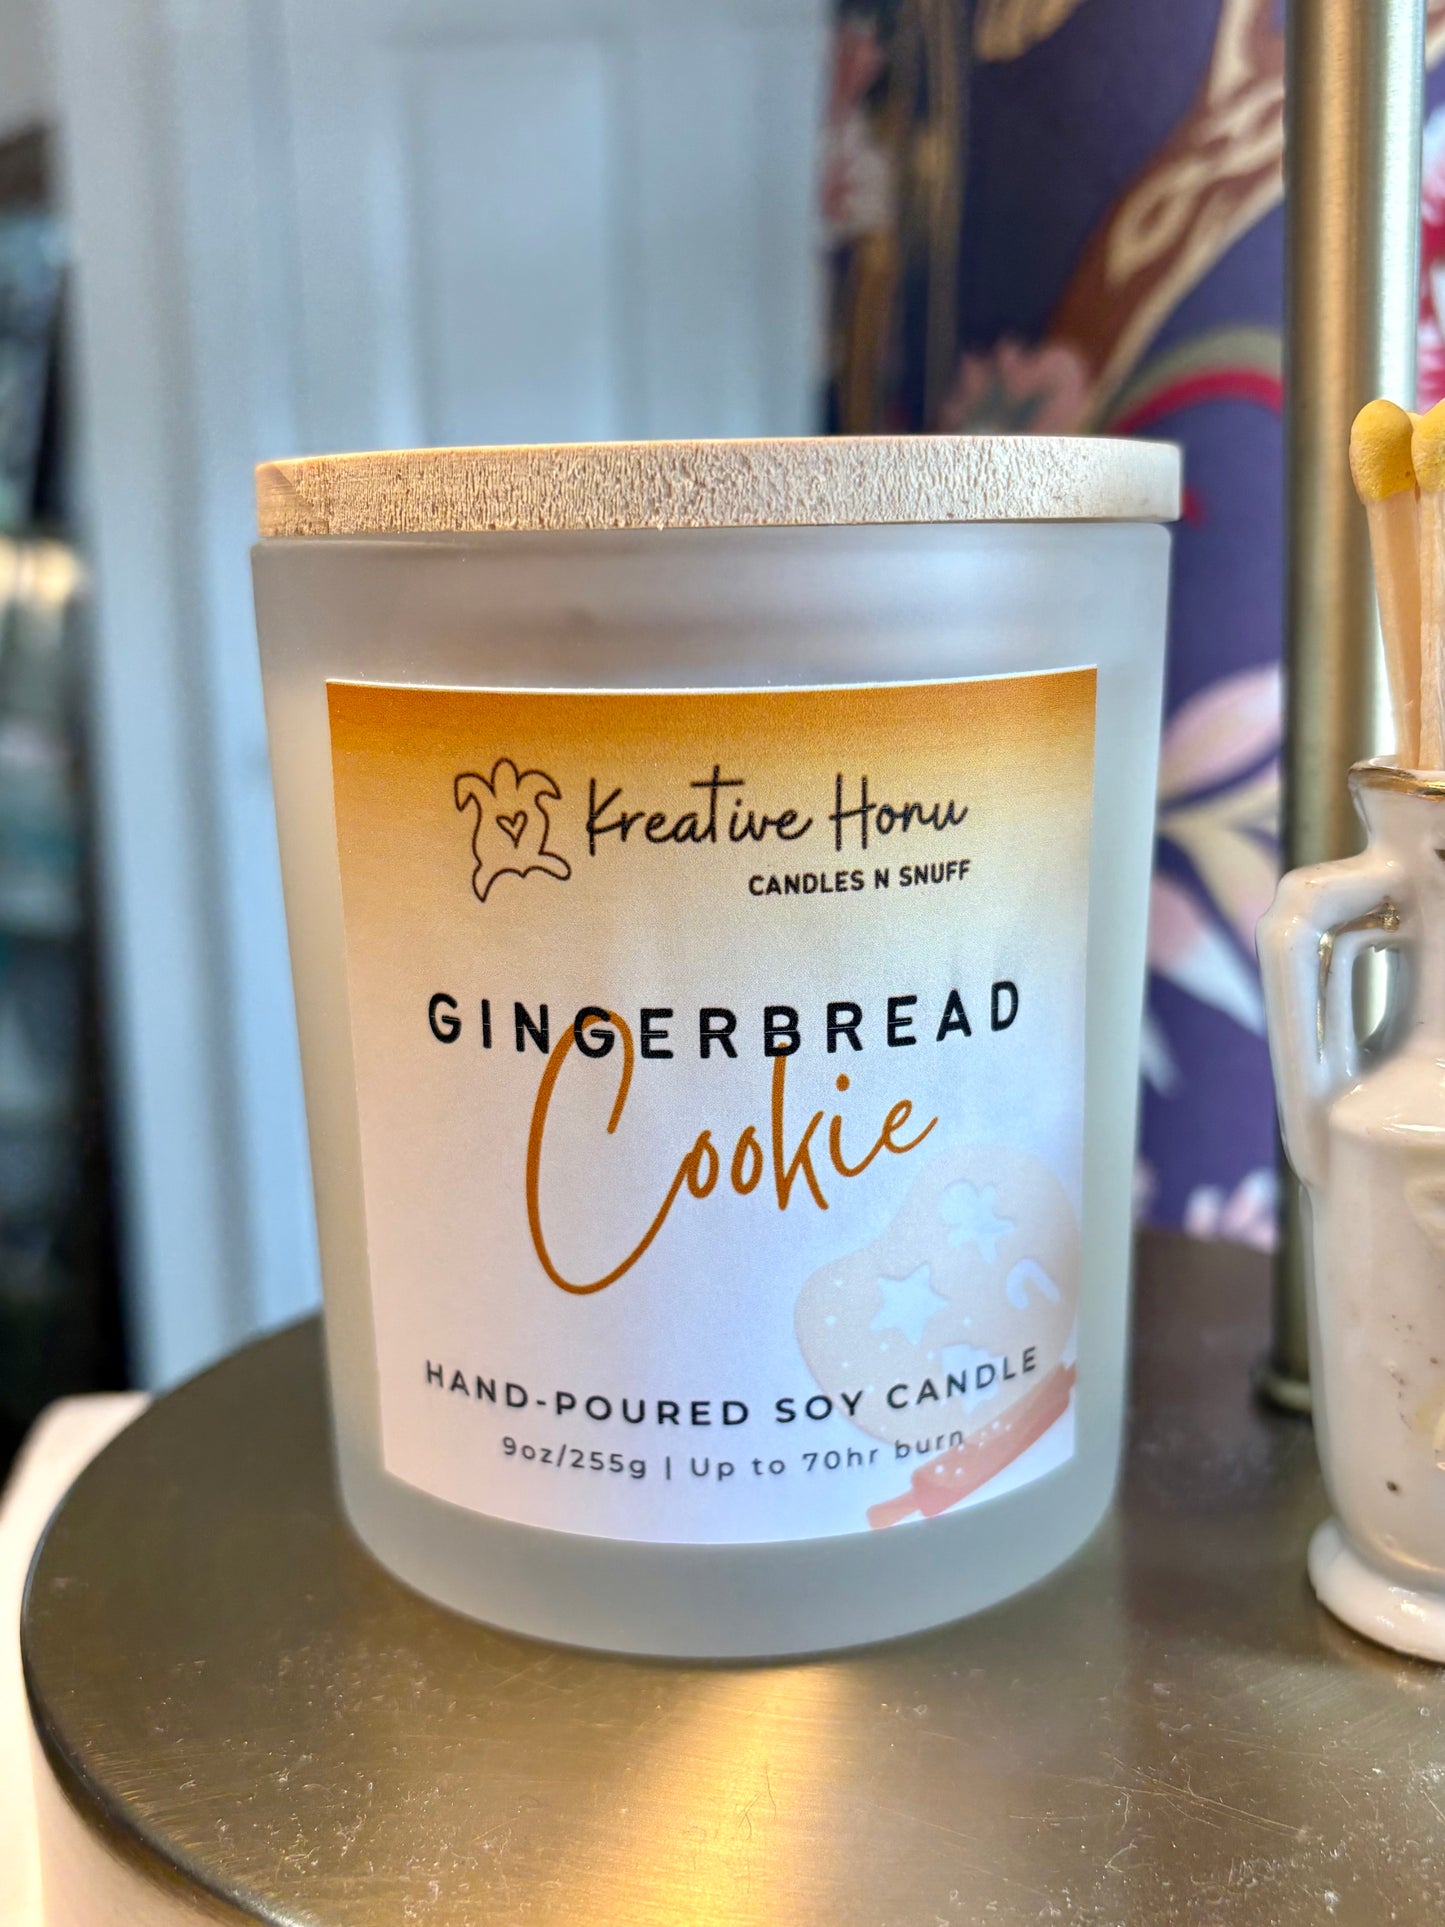 Kreative Honu
CANDLES N SNUFF
GINGERBREAD
Cookie
HAND-POURED SOY CANDLE
9oz/255g | Up to 70hr burn